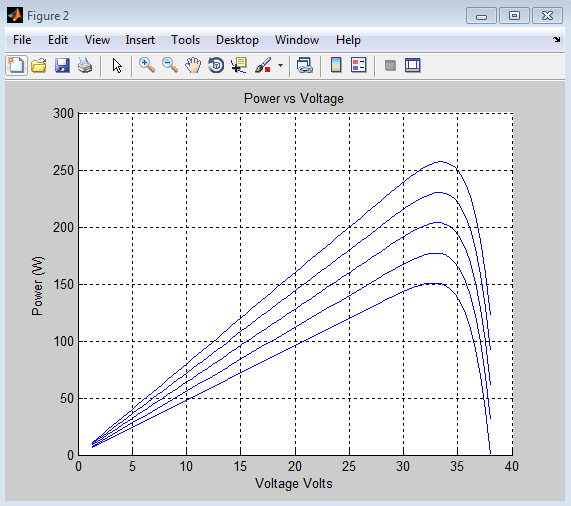 Figure 2
File Edit View Insert Tools Desktop Window Help
Power vs Voltage
300
250
200
150
100
50
0
Power (W)
0 5 10 15 20 25 30 35 40
Voltage Volts